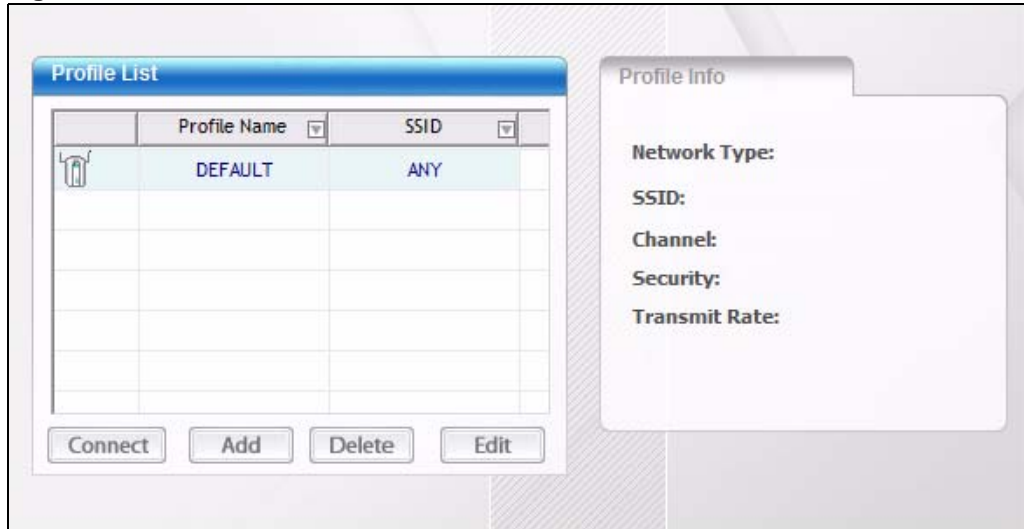 Profile List
Profile Name SSID
DEFAULT ANY
Connect Add Delete Edit
Profile Info
Network Type:
SSID:
Channel:
Security:
Transmit Rate: